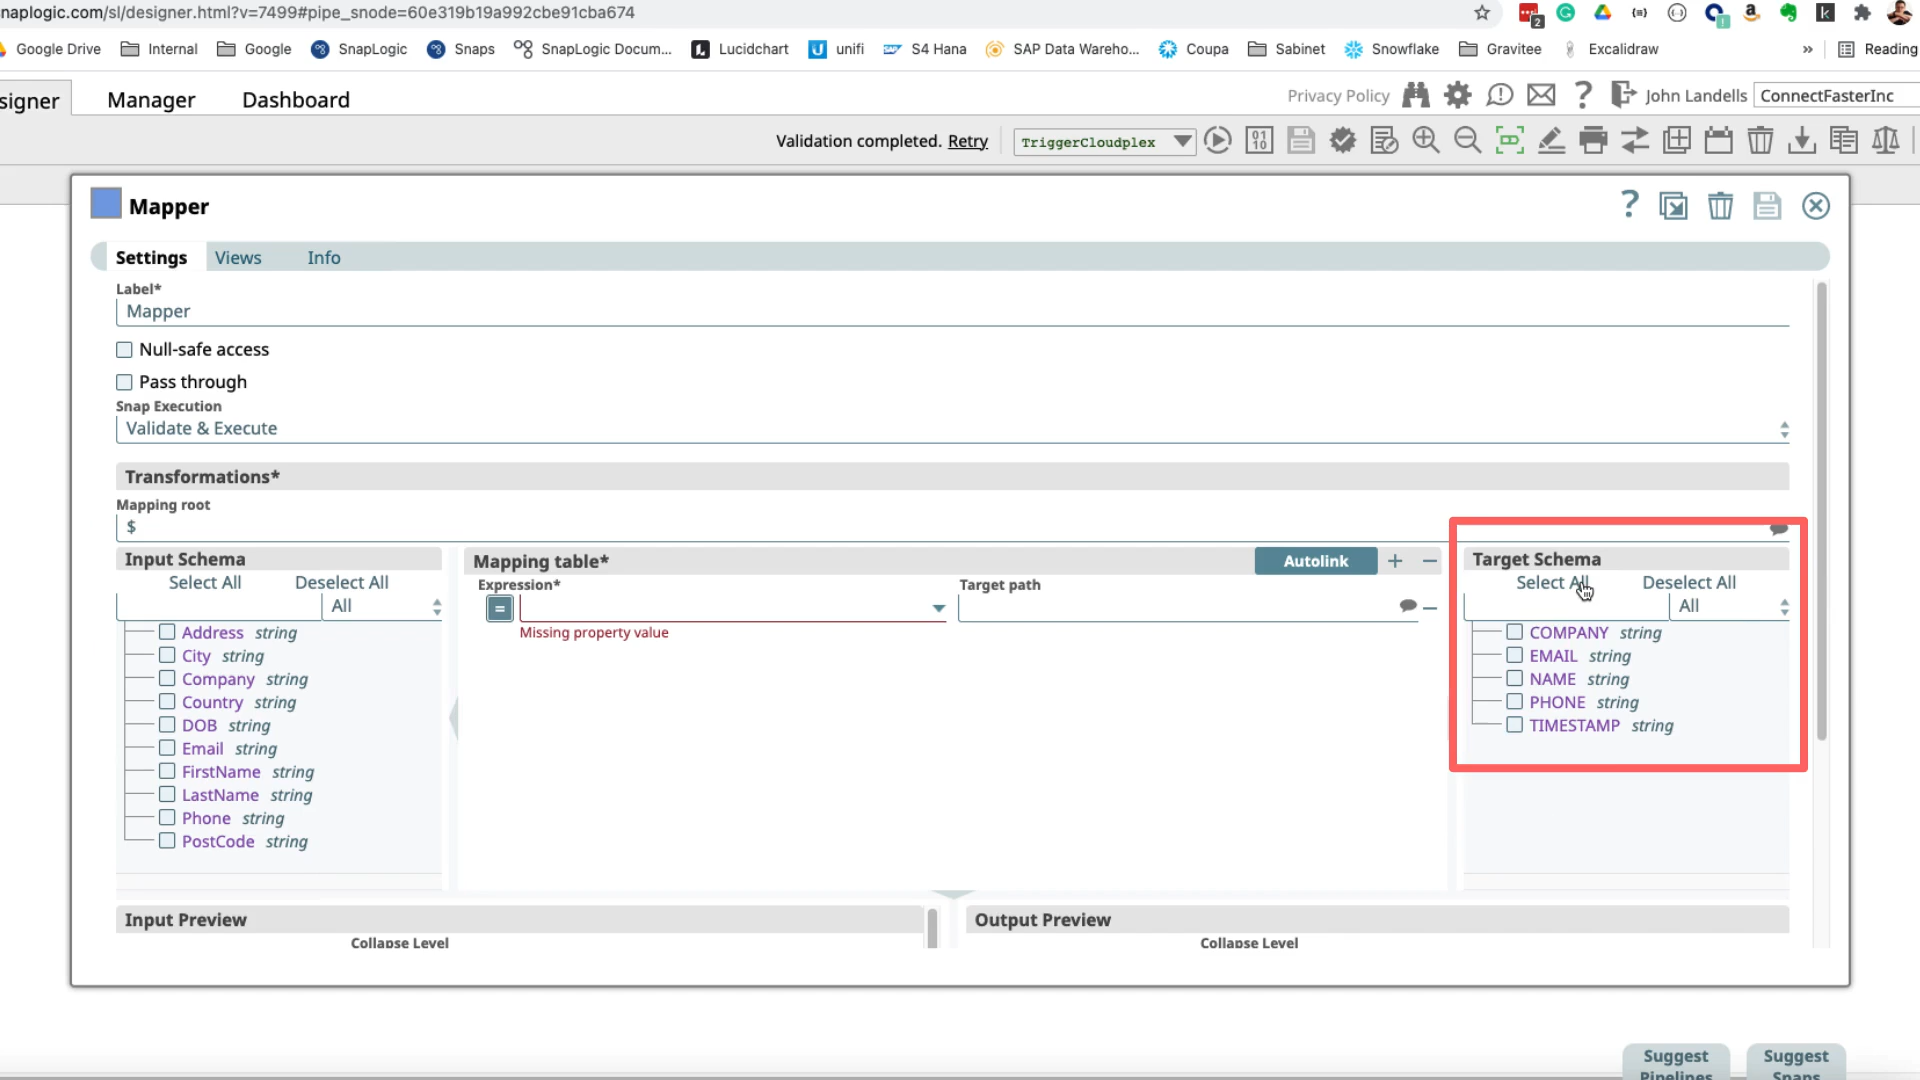 naplogic.com/sl/designer.html?v=7499#pipe_snode=60e319b19a992cbe91cba674
2
Google Drive Internal Google SnapLogic Snaps SnapLogic Docum... Lucidchart unifi S4 Hana SAP Data Wareho... Coupa Sabinet Snowflake Gravitee Excalidraw » Reading
signer Manager Dashboard Privacy Policy John Landells ConnectFasterInc
Validation completed. Retry TriggerCloudplex
Mapper
Settings Views Info
Label*
Mapper
Null-safe access
Pass through
Snap Execution
Validate & Execute
Transformations*
Mapping root
$
Input Schema
Select All Deselect All
All
Address string
City string
Company string
Country string
DOB string
Email string
FirstName string
LastName string
Phone string
PostCode string
Mapping table* Autolink + −
Expression* Target path
=
Missing property value
Target Schema
Select All Deselect All
All
COMPANY string
EMAIL string
NAME string
PHONE string
TIMESTAMP string
Input Preview
Collapse Level
Output Preview
Collapse Level
Suggest
Pipelines
Suggest
Snaps